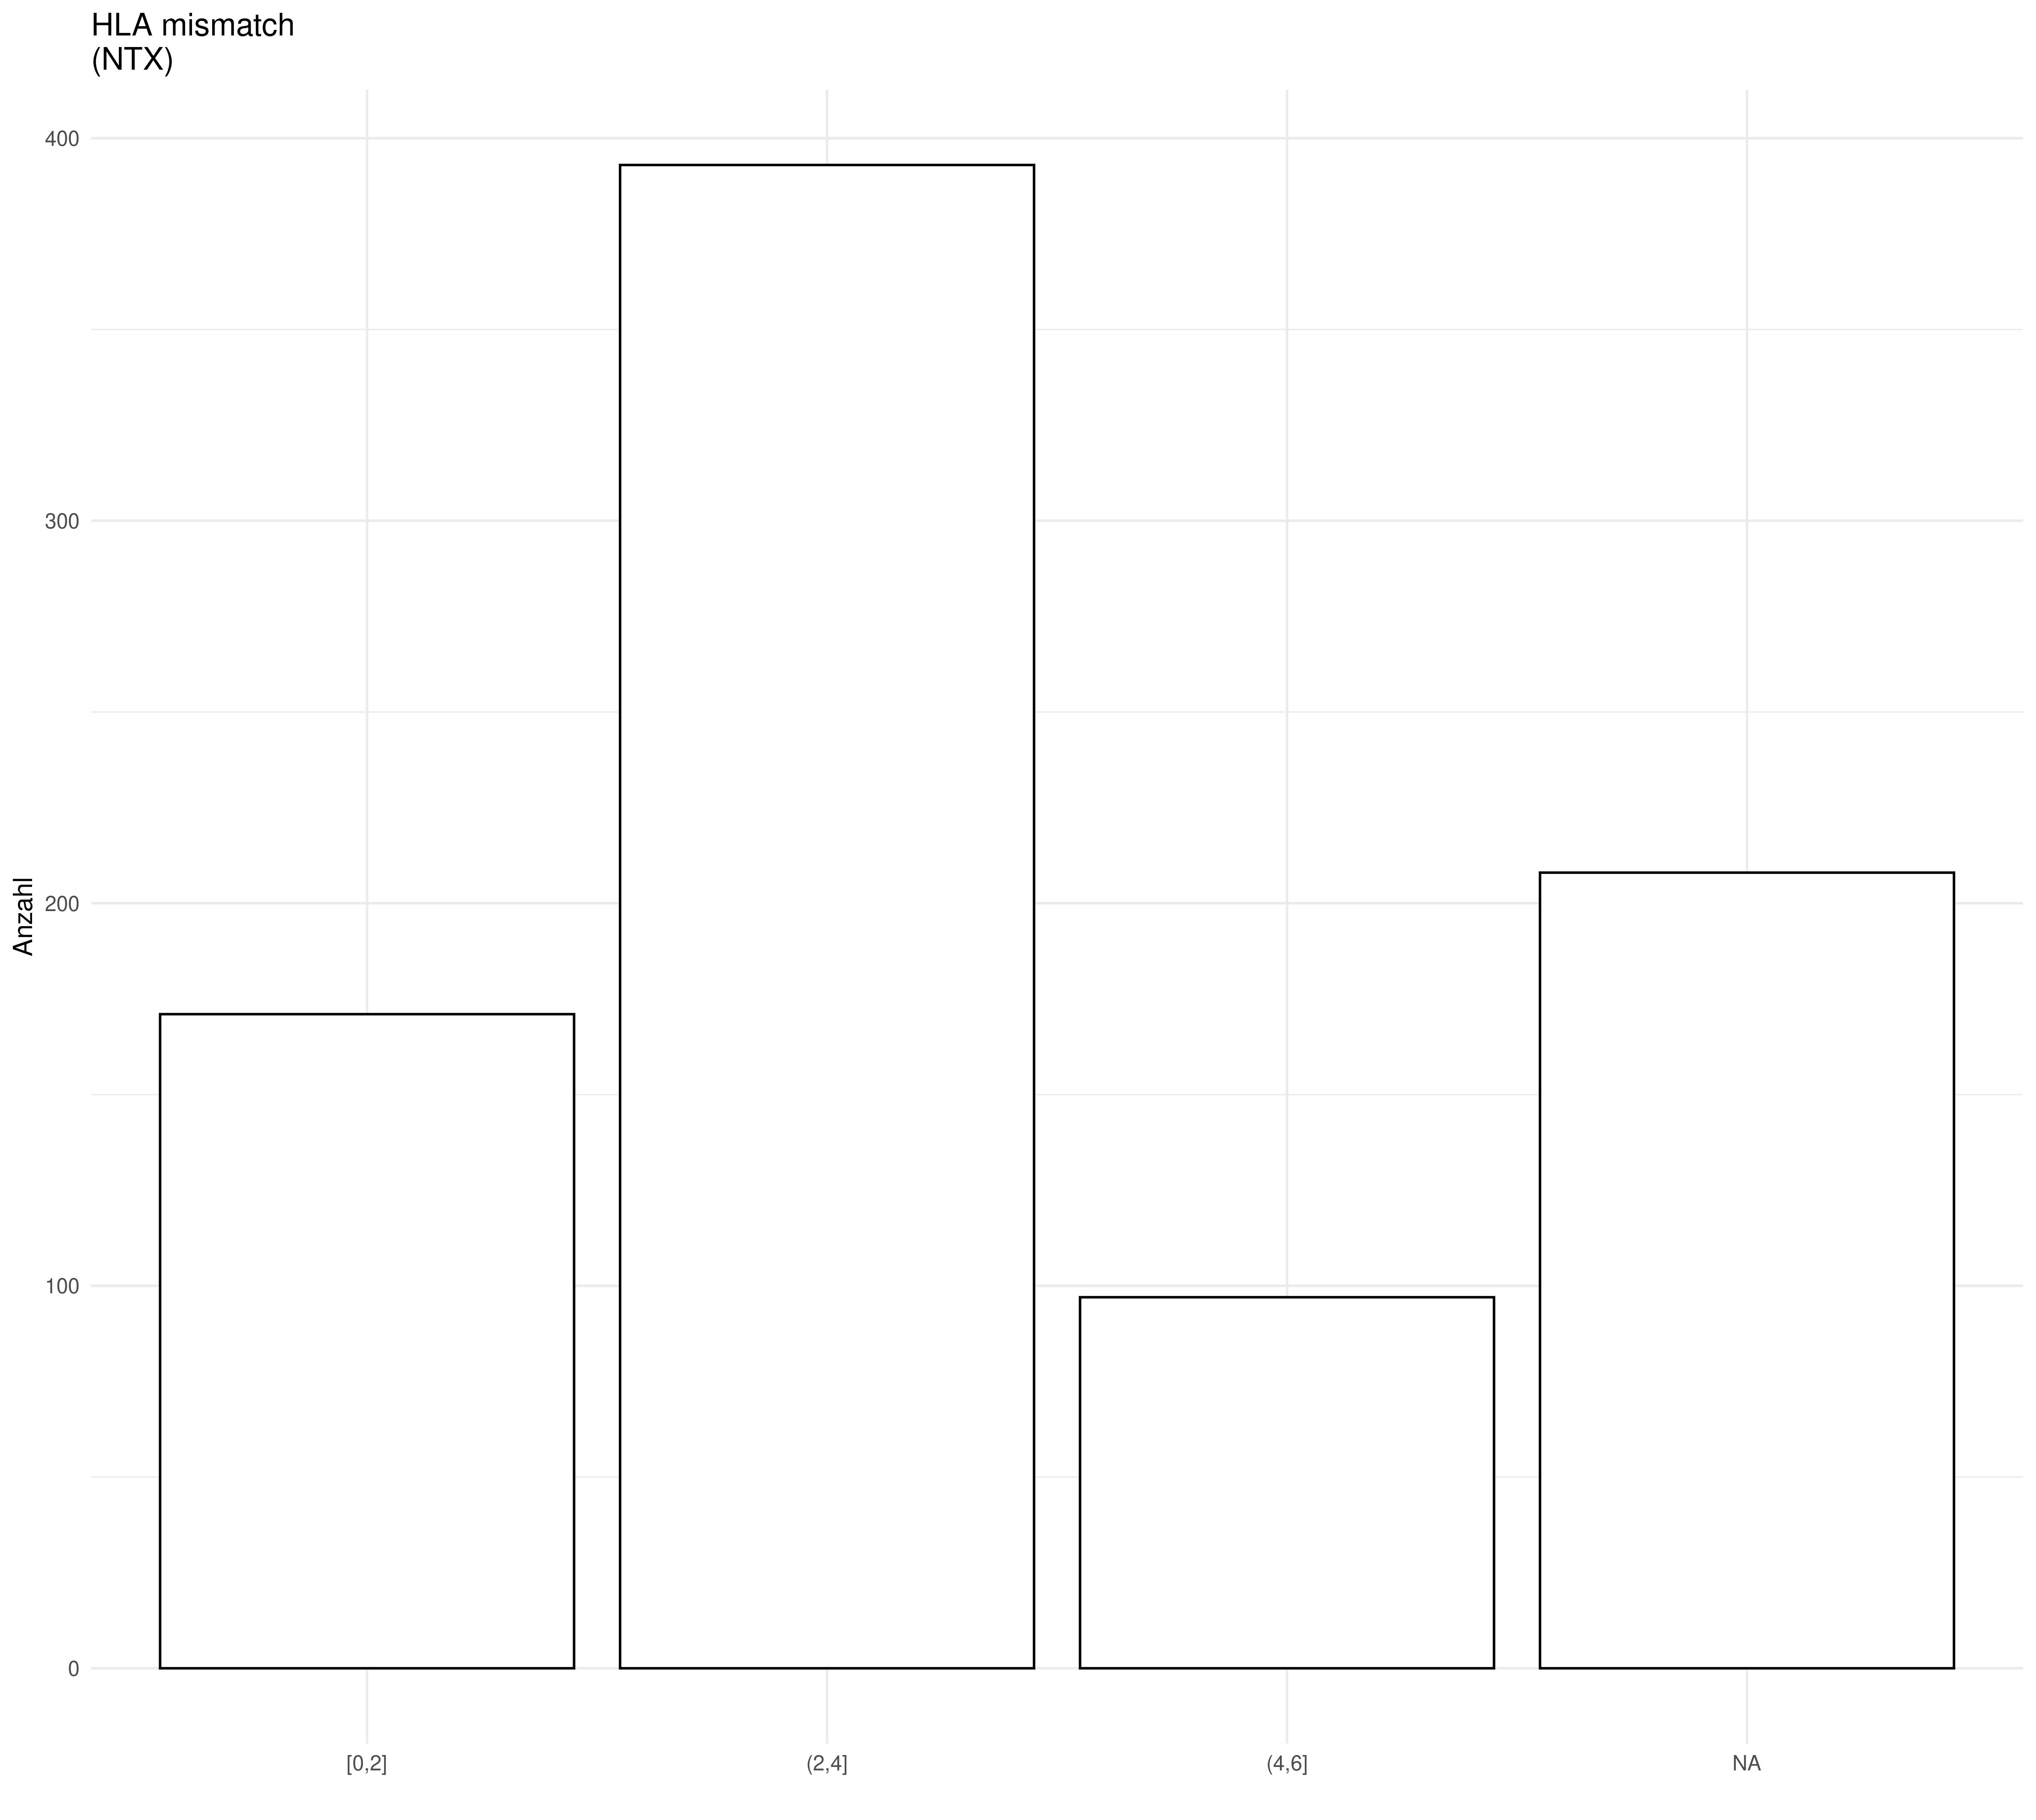 HLA mismatch
(NTX)
400
300
200
100
0
Anzahl
[0,2]
(2,4]
(4,6]
NA